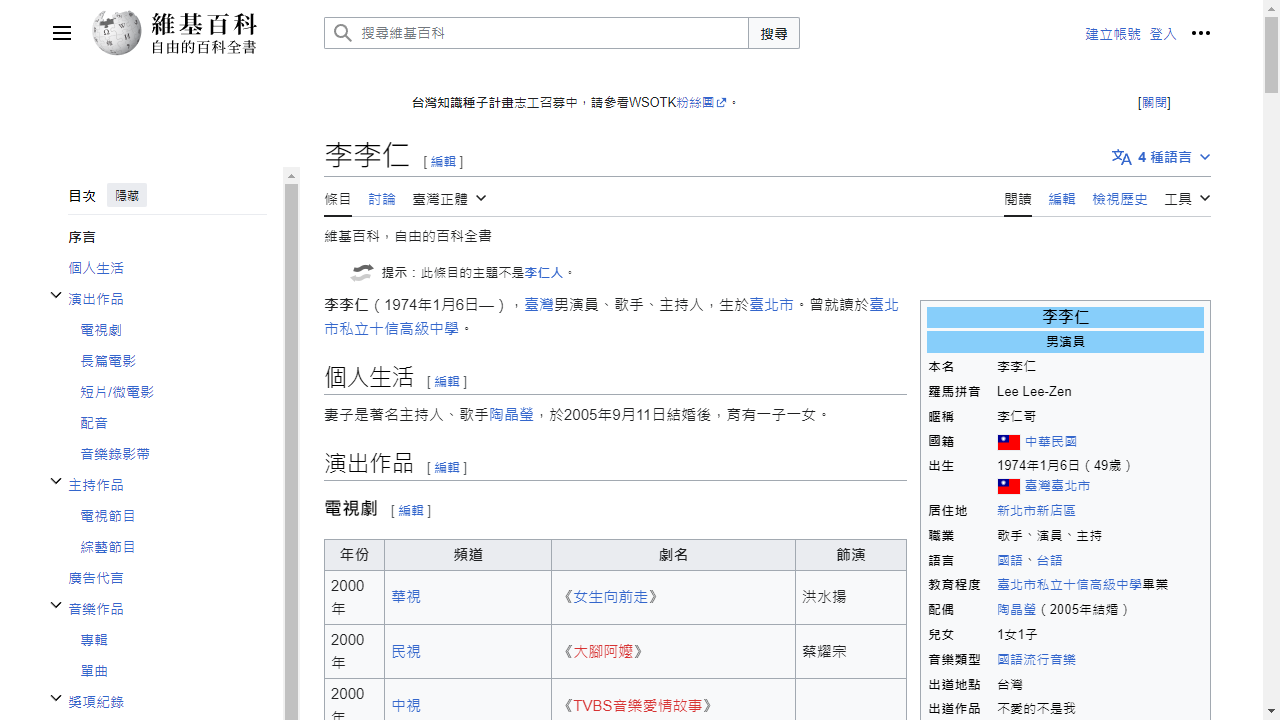 維基百科
自由的百科全書
搜尋維基百科
搜尋
建立帳號 登入
台灣知識種子計畫志工召募中，請參看WSOTK粉絲團。
[關閉]
李李仁 [編輯]
4 種語言
目次 隱藏
序言
個人生活
演出作品
電視劇
長篇電影
短片/微電影
配音
音樂錄影帶
主持作品
電視節目
綜藝節目
廣告代言
音樂作品
專輯
單曲
獎項紀錄
條目 討論 臺灣正體
閱讀 編輯 檢視歷史 工具
維基百科，自由的百科全書
提示：此條目的主題不是李仁人。
李李仁（1974年1月6日—），臺灣男演員、歌手、主持人，生於臺北市。曾就讀於臺北
市私立十信高級中學。
個人生活 [編輯]
妻子是著名主持人、歌手陶晶瑩，於2005年9月11日結婚後，育有一子一女。
演出作品 [編輯]
電視劇 [編輯]
年份 頻道 劇名 飾演
2000
年 華視 《女生向前走》 洪水揚
2000
年 民視 《大腳阿嬤》 蔡耀宗
2000
年 中視 《TVBS音樂愛情故事》
李李仁
男演員
本名 李李仁
羅馬拼音 Lee Lee-Zen
暱稱 李仁哥
國籍 中華民國
出生 1974年1月6日（49歲）
臺灣臺北市
居住地 新北市新店區
職業 歌手、演員、主持
語言 國語、台語
教育程度 臺北市私立十信高級中學畢業
配偶 陶晶瑩（2005年結婚）
兒女 1女1子
音樂類型 國語流行音樂
出道地點 台灣
出道作品 不愛的不是我